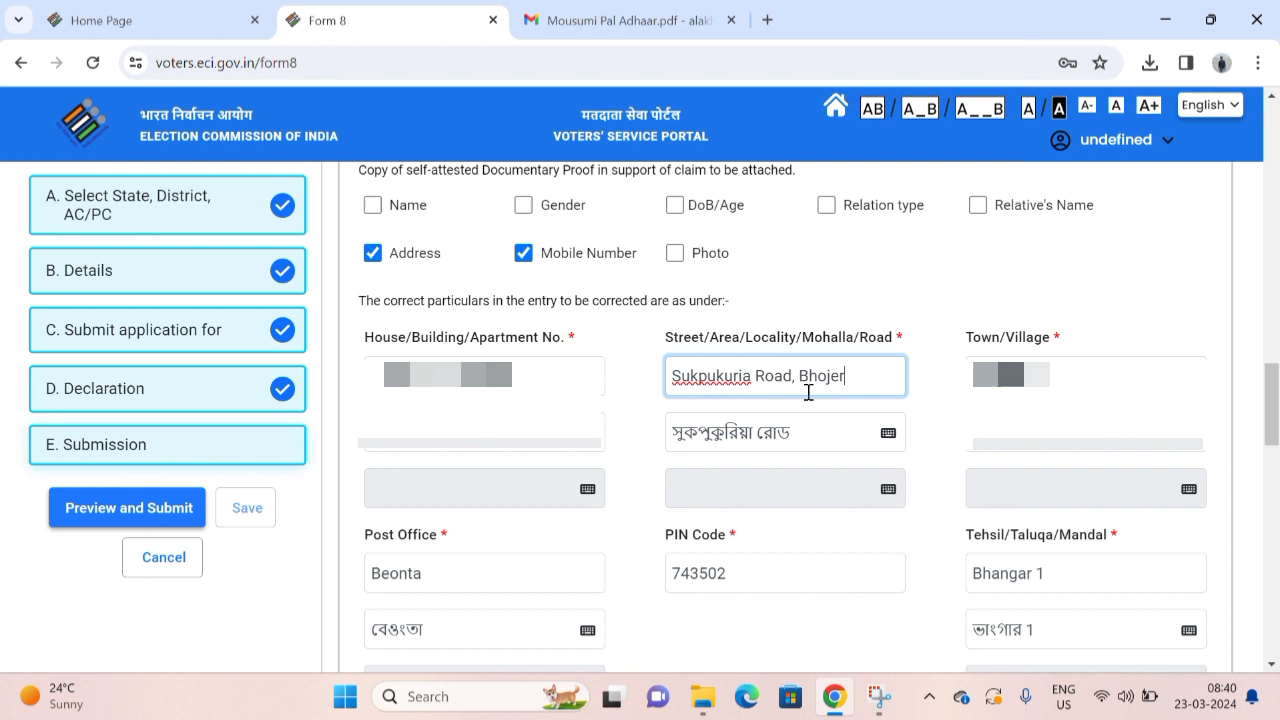 Home Page
Form 8
Mousumi Pal Adhaar.pdf - alak
voters.eci.gov.in/form8
भारत निर्वाचन आयोग
ELECTION COMMISSION OF INDIA
मतदाता सेवा पोर्टल
VOTERS' SERVICE PORTAL
AB / A_B / A__B A / A A- A A+ English
undefined
A. Select State, District, AC/PC
B. Details
C. Submit application for
D. Declaration
E. Submission
Preview and Submit
Save
Cancel
Copy of self-attested Documentary Proof in support of claim to be attached.
Name Gender DoB/Age Relation type Relative's Name
Address Mobile Number Photo
The correct particulars in the entry to be corrected are as under:-
House/Building/Apartment No. * Street/Area/Locality/Mohalla/Road * Town/Village *
Sukpukuria Road, Bhojer
সুকপুকুরিয়া রোড
Post Office * PIN Code * Tehsil/Taluqa/Mandal *
Beonta 743502 Bhangar 1
বেওংতা ভাংগার 1
24°C
Sunny
Search
ENG
US
08:40
23-03-2024